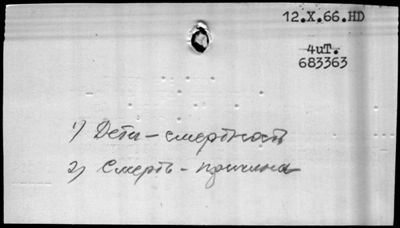 12.X.66.HD
4uT.
683363
1) Дети - смертность
2) Смерть - причина